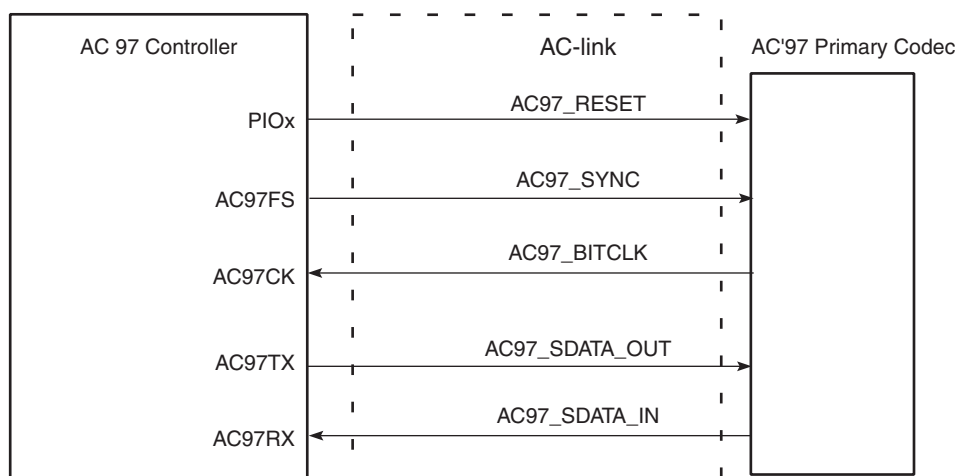 AC 97 Controller
AC-link
AC'97 Primary Codec
PIOx
AC97_RESET
AC97FS
AC97_SYNC
AC97CK
AC97_BITCLK
AC97TX
AC97_SDATA_OUT
AC97RX
AC97_SDATA_IN